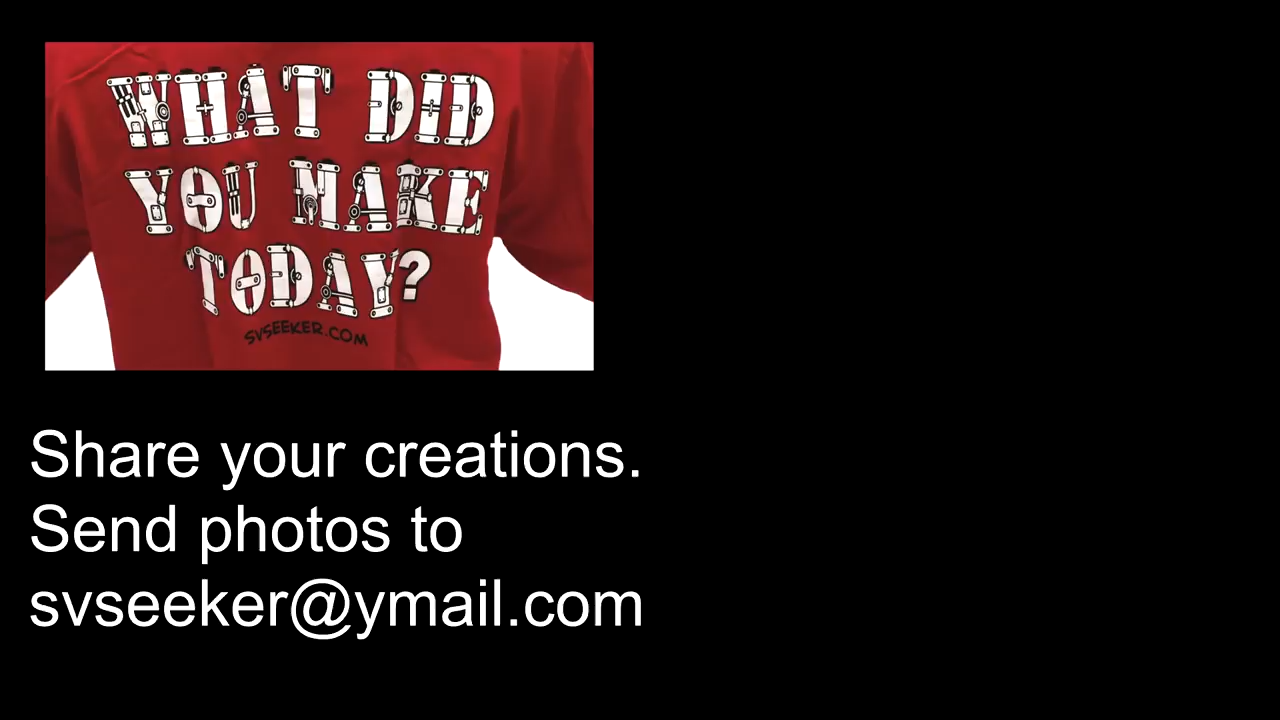 WHAT DID
YOU MAKE
TODAY?
SVSEEKER.COM
Share your creations.
Send photos to
svseeker@ymail.com